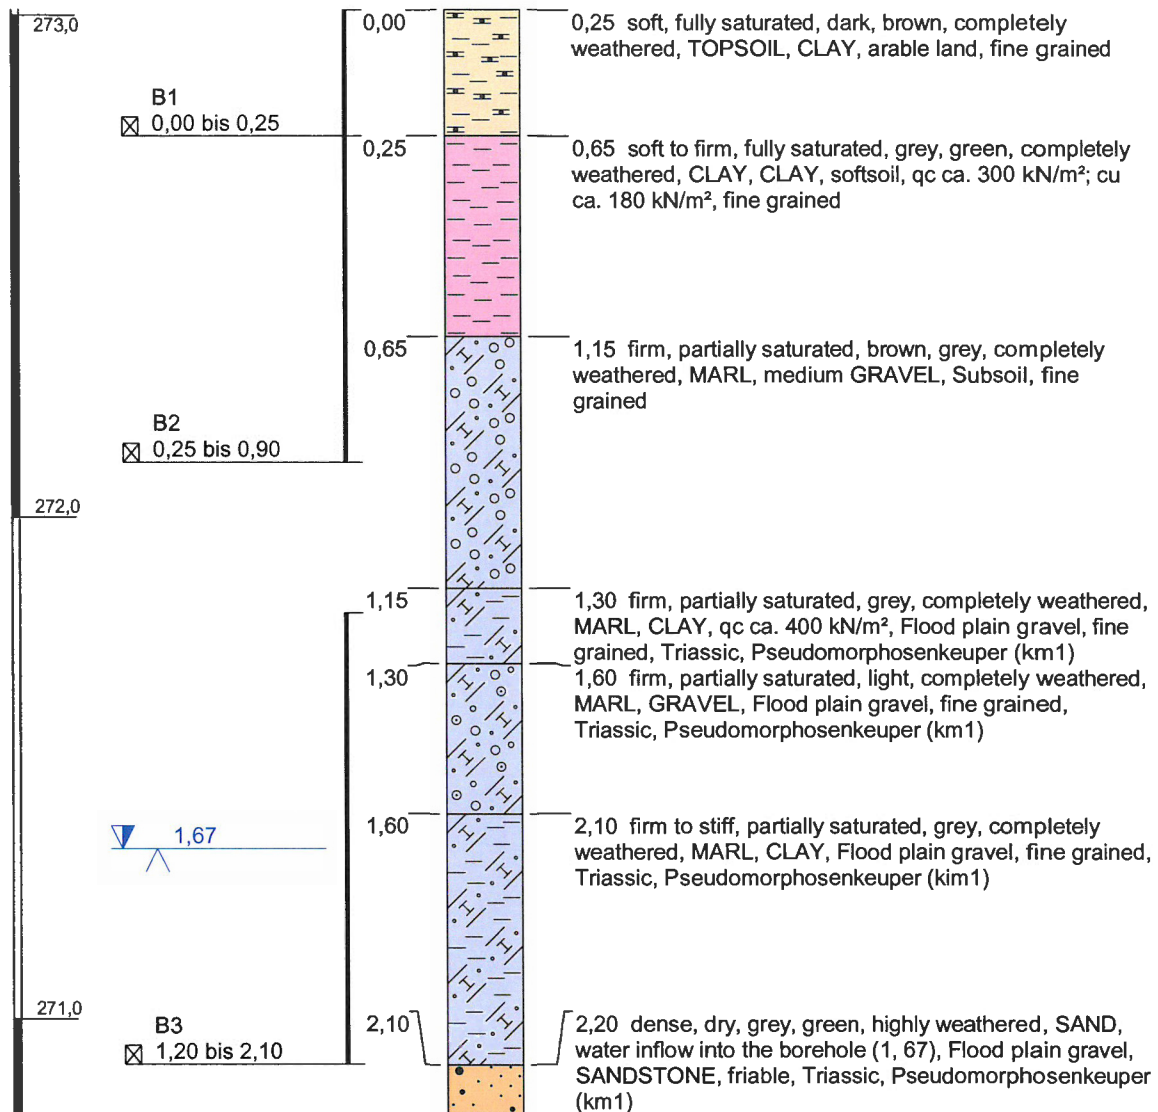 273,0
0,00
0,25 soft, fully saturated, dark, brown, completely
weathered, TOPSOIL, CLAY, arable land, fine grained
B1
0,00 bis 0,25
0,25
0,65 soft to firm, fully saturated, grey, green, completely
weathered, CLAY, CLAY, softsoil, qc ca. 300 kN/m²; cu
ca. 180 kN/m², fine grained
0,65
1,15 firm, partially saturated, brown, grey, completely
weathered, MARL, medium GRAVEL, Subsoil, fine
grained
B2
0,25 bis 0,90
272,0
1,15
1,30 firm, partially saturated, grey, completely weathered,
MARL, CLAY, qc ca. 400 kN/m², Flood plain gravel, fine
grained, Triassic, Pseudomorphosenkeuper (km1)
1,30
1,60 firm, partially saturated, light, completely weathered,
MARL, GRAVEL, Flood plain gravel, fine grained,
Triassic, Pseudomorphosenkeuper (km1)
1,67
1,60
2,10 firm to stiff, partially saturated, grey, completely
weathered, MARL, CLAY, Flood plain gravel, fine grained,
Triassic, Pseudomorphosenkeuper (kim1)
271,0
B3
1,20 bis 2,10
2,10
2,20 dense, dry, grey, green, highly weathered, SAND,
water inflow into the borehole (1, 67), Flood plain gravel,
SANDSTONE, friable, Triassic, Pseudomorphosenkeuper
(km1)